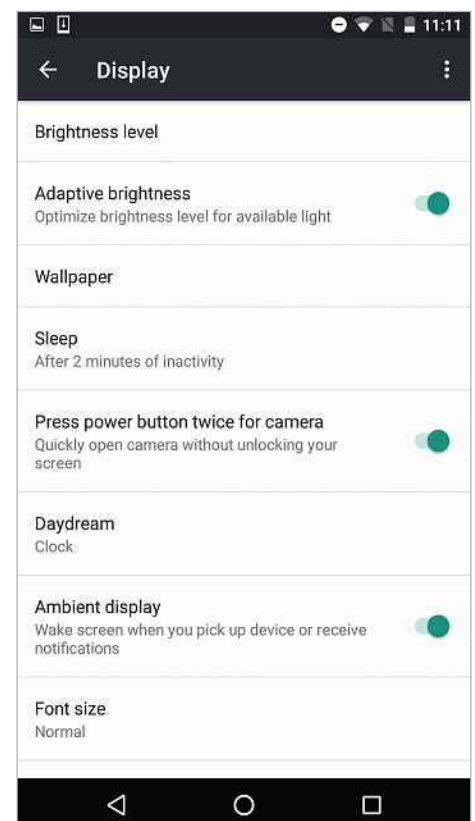 11:11
Display
Brightness level
Adaptive brightness
Optimize brightness level for available light
Wallpaper
Sleep
After 2 minutes of inactivity
Press power button twice for camera
Quickly open camera without unlocking your
screen
Daydream
Clock
Ambient display
Wake screen when you pick up device or receive
notifications
Font size
Normal